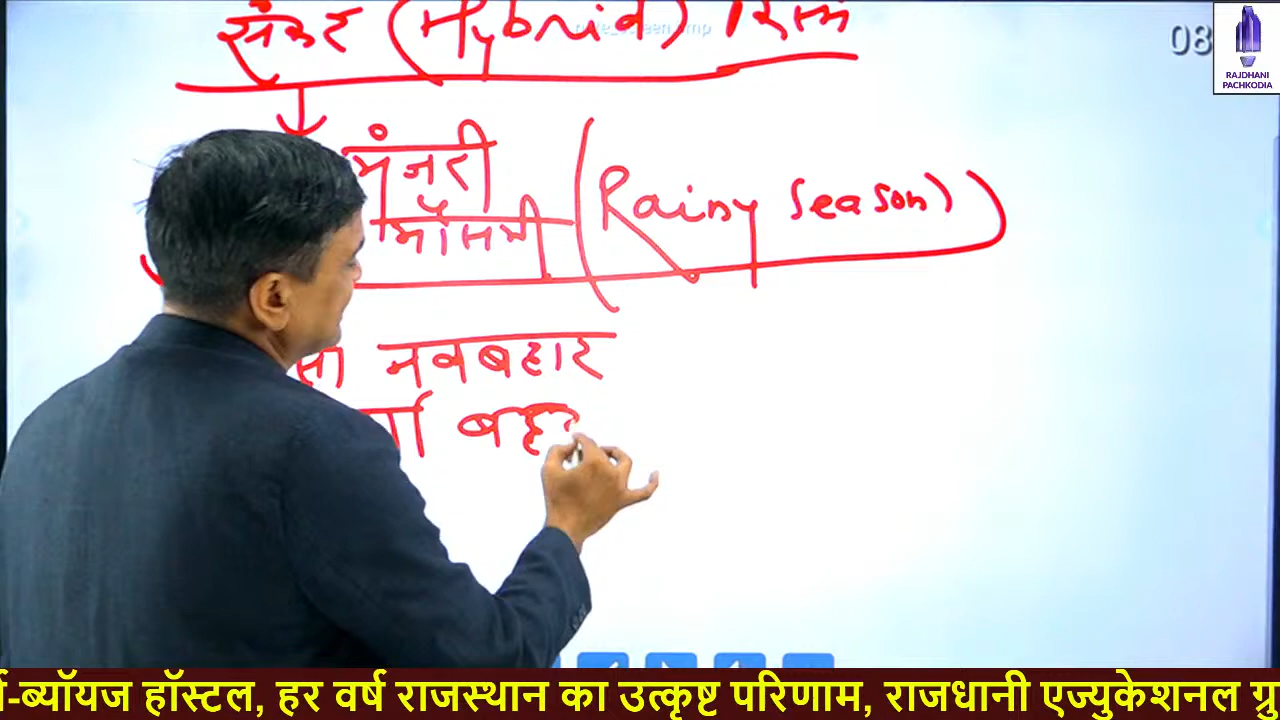 संकर (Hybrid) किस्म
08
RAJDHANI
PACHKODIA
मंजरी
मौसमी (Rainy season)
नवबहार
र्षा बहार
र्ल्स-ब्यॉयज हॉस्टल, हर वर्ष राजस्थान का उत्कृष्ट परिणाम, राजधानी एज्युकेशनल ग्रु